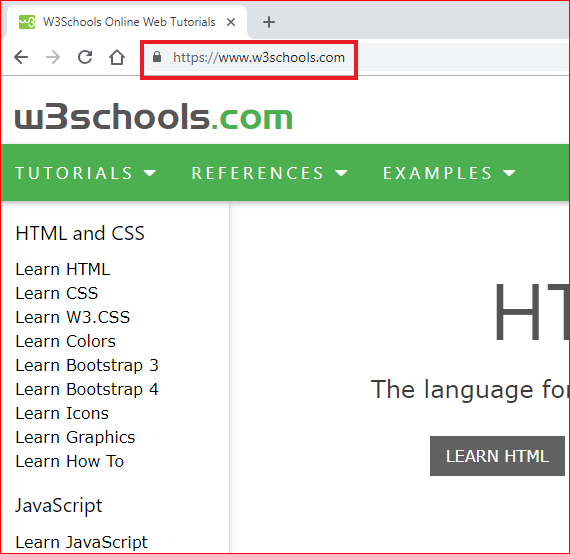 W3Schools Online Web Tutorials
https://www.w3schools.com
w3schools.com
TUTORIALS REFERENCES EXAMPLES
HTML and CSS
Learn HTML
Learn CSS
Learn W3.CSS
Learn Colors
Learn Bootstrap 3
Learn Bootstrap 4
Learn Icons
Learn Graphics
Learn How To
JavaScript
Learn JavaScript
HT
The language for
LEARN HTML